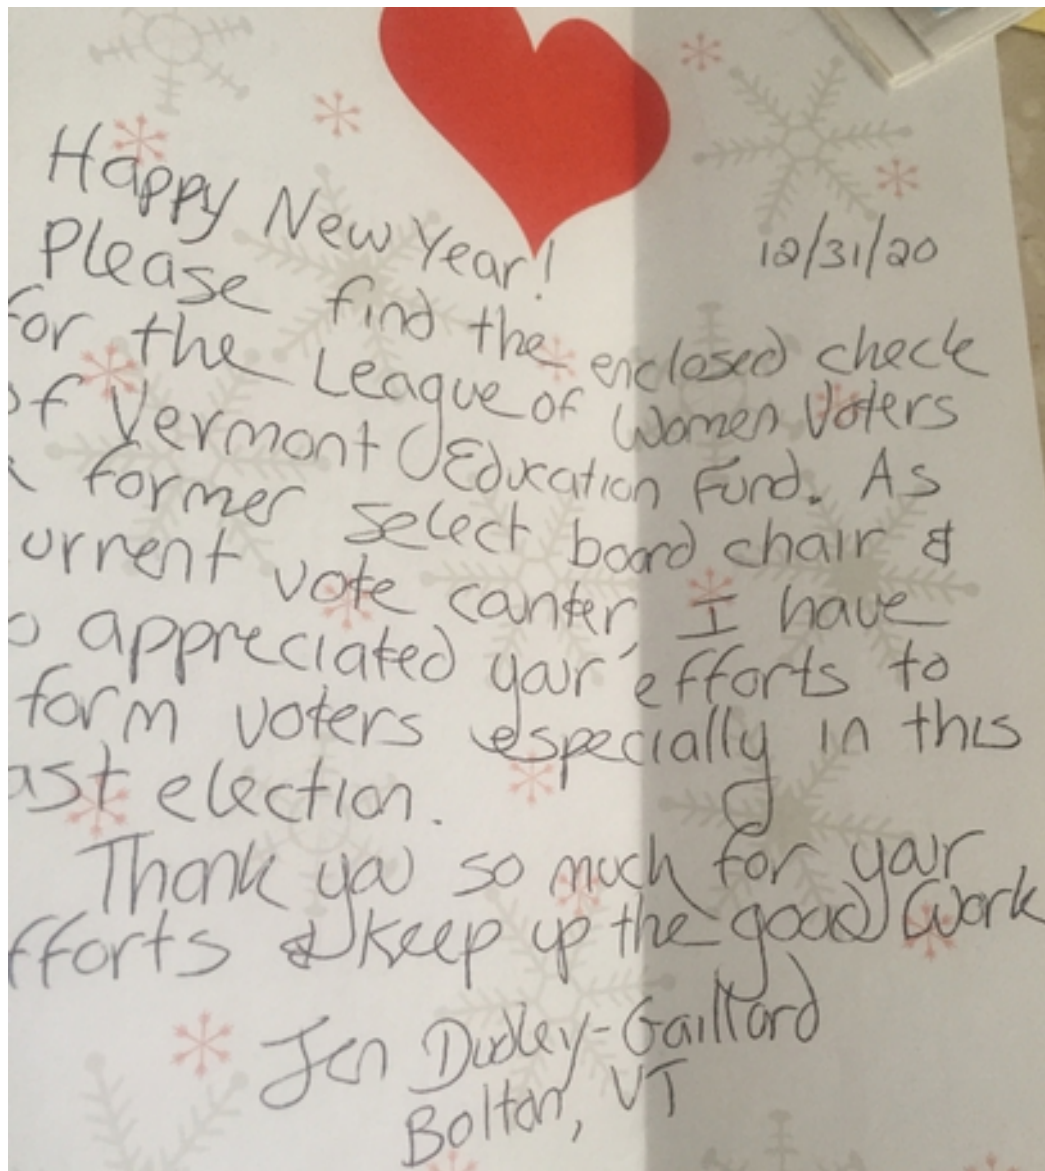 12/31/20
Happy New Year!
Please find the enclosed check
for the League of Women Voters
of Vermont Education Fund. As
former select board chair &
urrent vote canter, I have
o appreciated your efforts to
form voters especially in this
ast election.
Thank you so much for your
fforts & keep up the good work
Jen Dudley-Gaillard
Bolton, VT